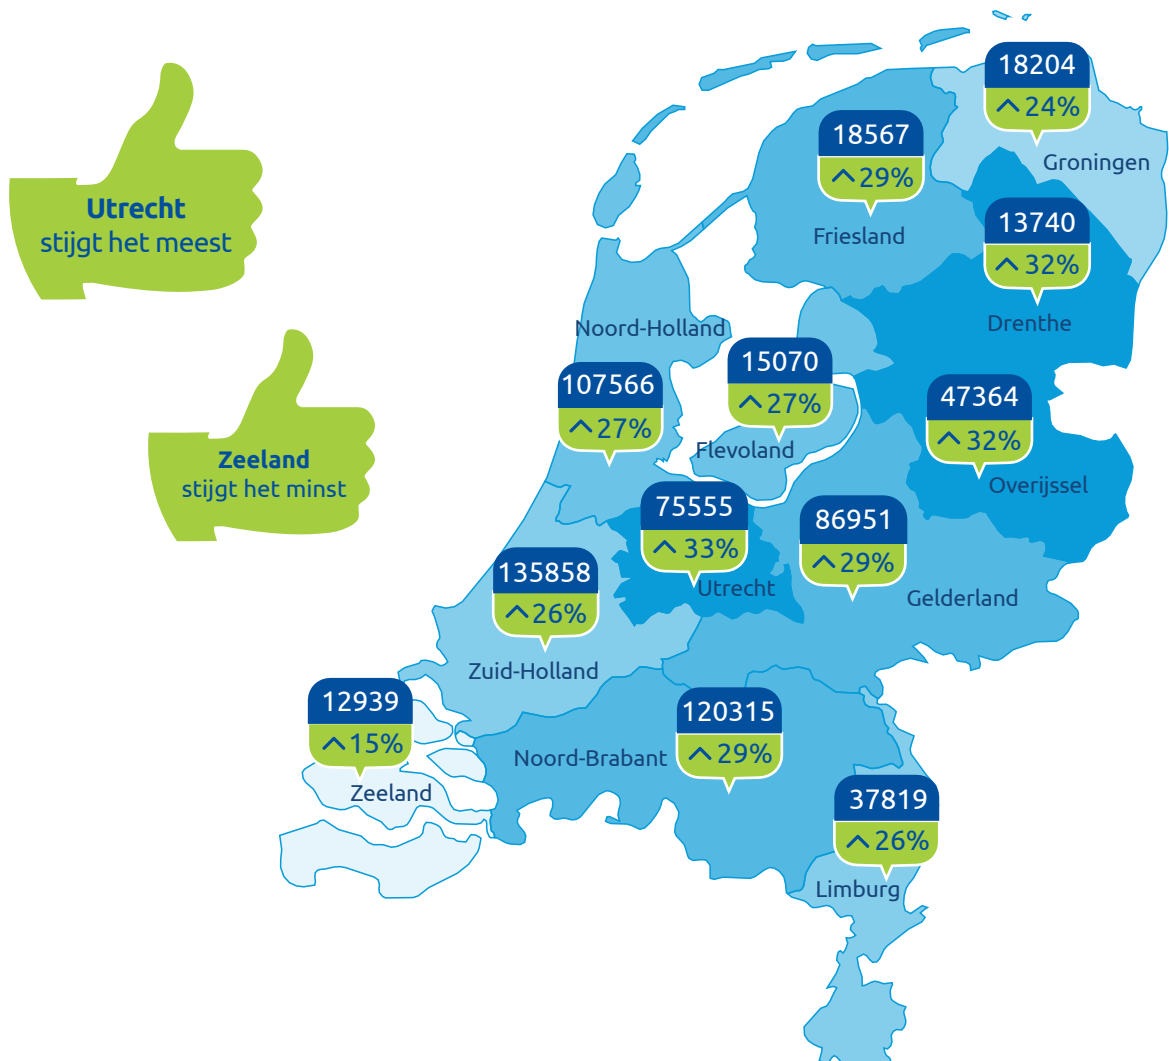 18204
24%
Groningen
18567
29%
Friesland
Utrecht
stijgt het meest
13740
32%
Drenthe
Noord-Holland
15070
27%
Flevoland
107566
27%
47364
32%
Overijssel
Zeeland
stijgt het minst
75555
33%
Utrecht
86951
29%
Gelderland
135858
26%
Zuid-Holland
12939
15%
Zeeland
120315
29%
Noord-Brabant
37819
26%
Limburg